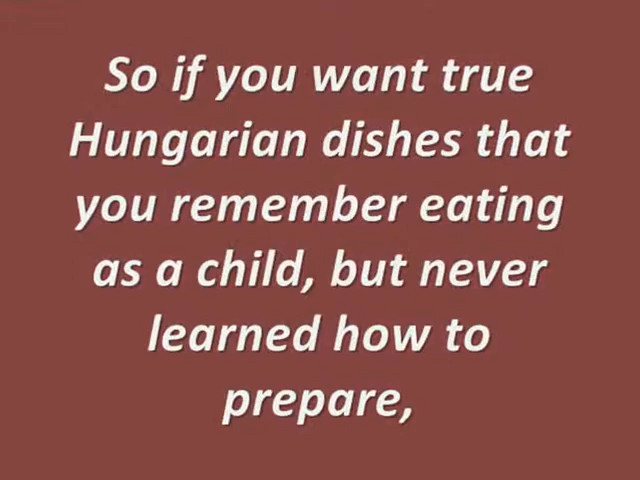 So if you want true
Hungarian dishes that
you remember eating
as a child, but never
learned how to
prepare,